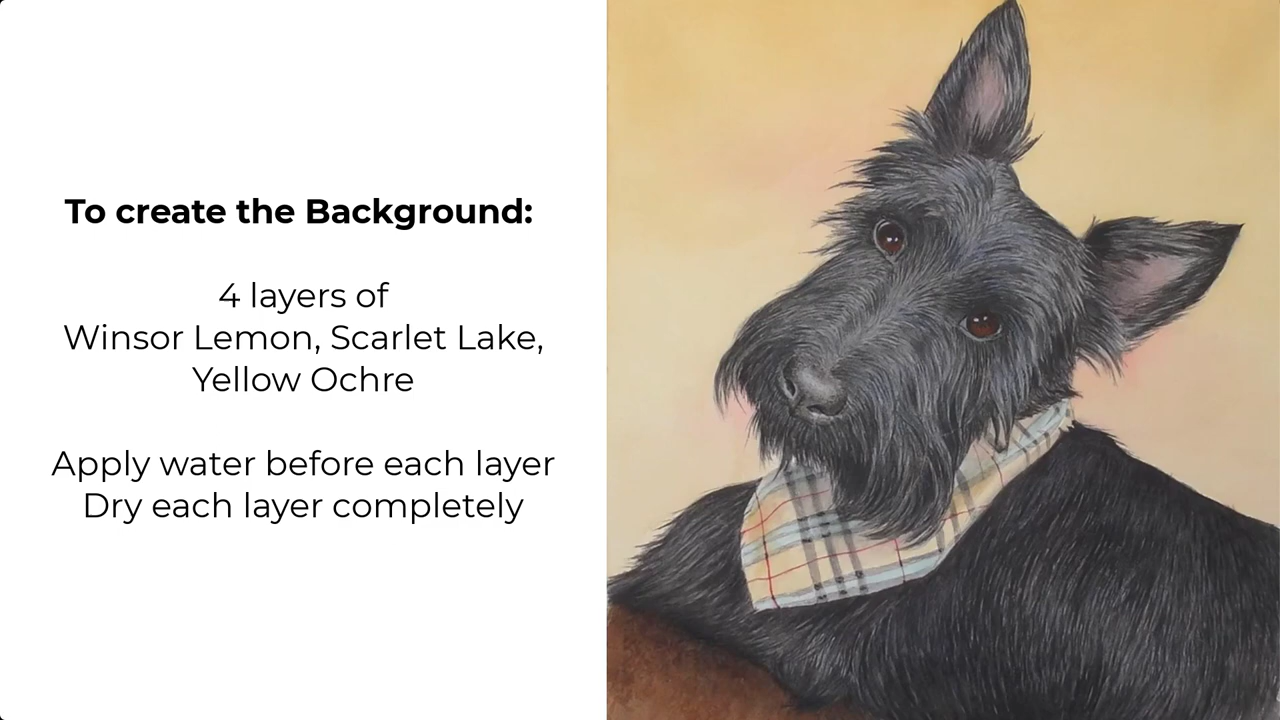 To create the Background:
4 layers of
Winsor Lemon, Scarlet Lake,
Yellow Ochre
Apply water before each layer
Dry each layer completely